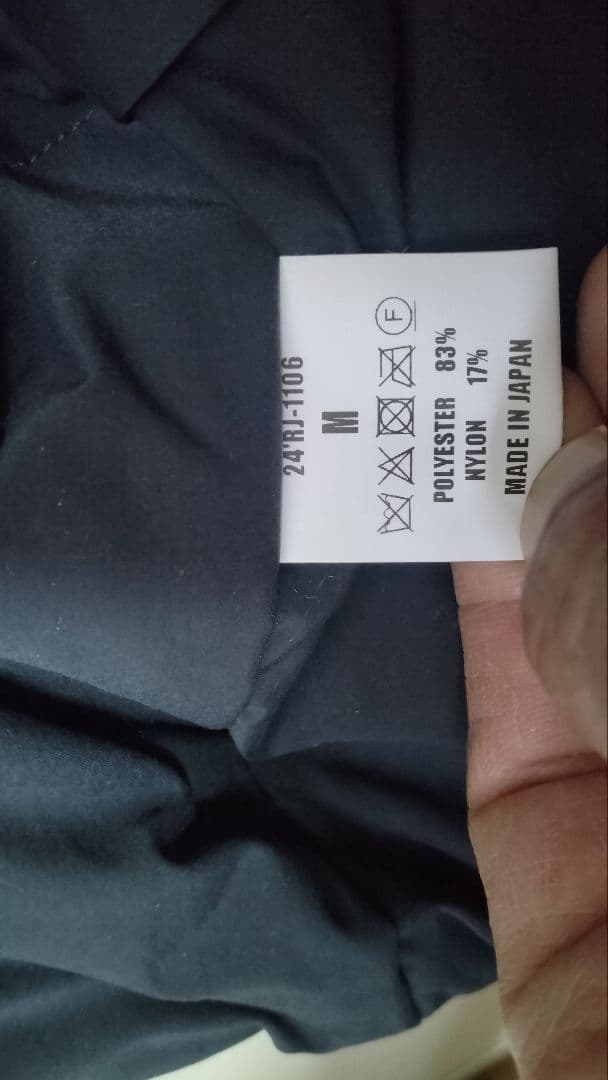 24'RJ-1106
M
F
POLYESTER 83%
NYLON 17%
MADE IN JAPAN